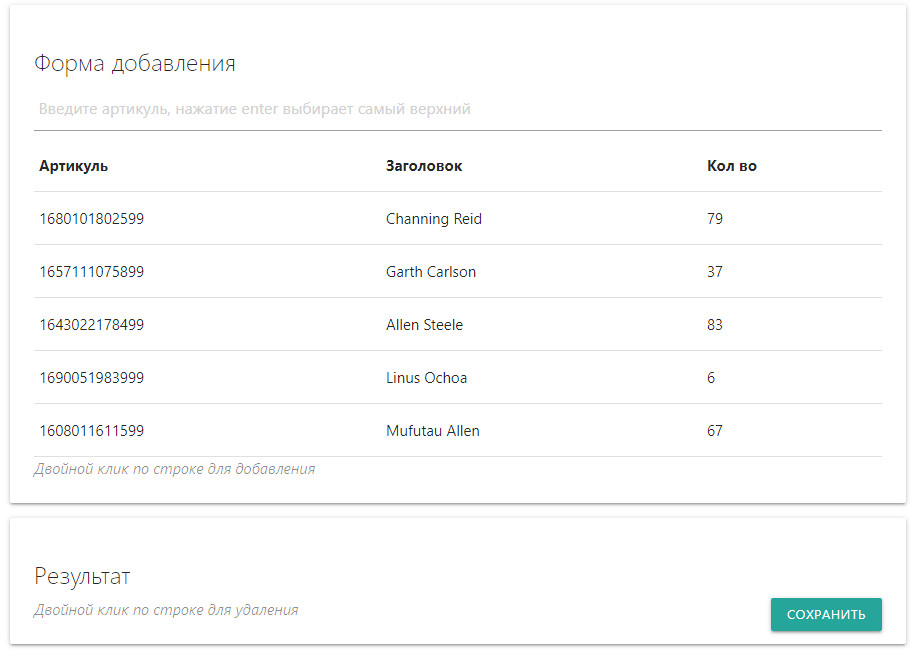 Форма добавления
Введите артикуль, нажатие enter выбирает самый верхний
Артикуль Заголовок Кол во
1680101802599 Channing Reid 79
1657111075899 Garth Carlson 37
1643022178499 Allen Steele 83
1690051983999 Linus Ochoa 6
1608011611599 Mufutau Allen 67
Двойной клик по строке для добавления
Результат
Двойной клик по строке для удаления
СОХРАНИТЬ